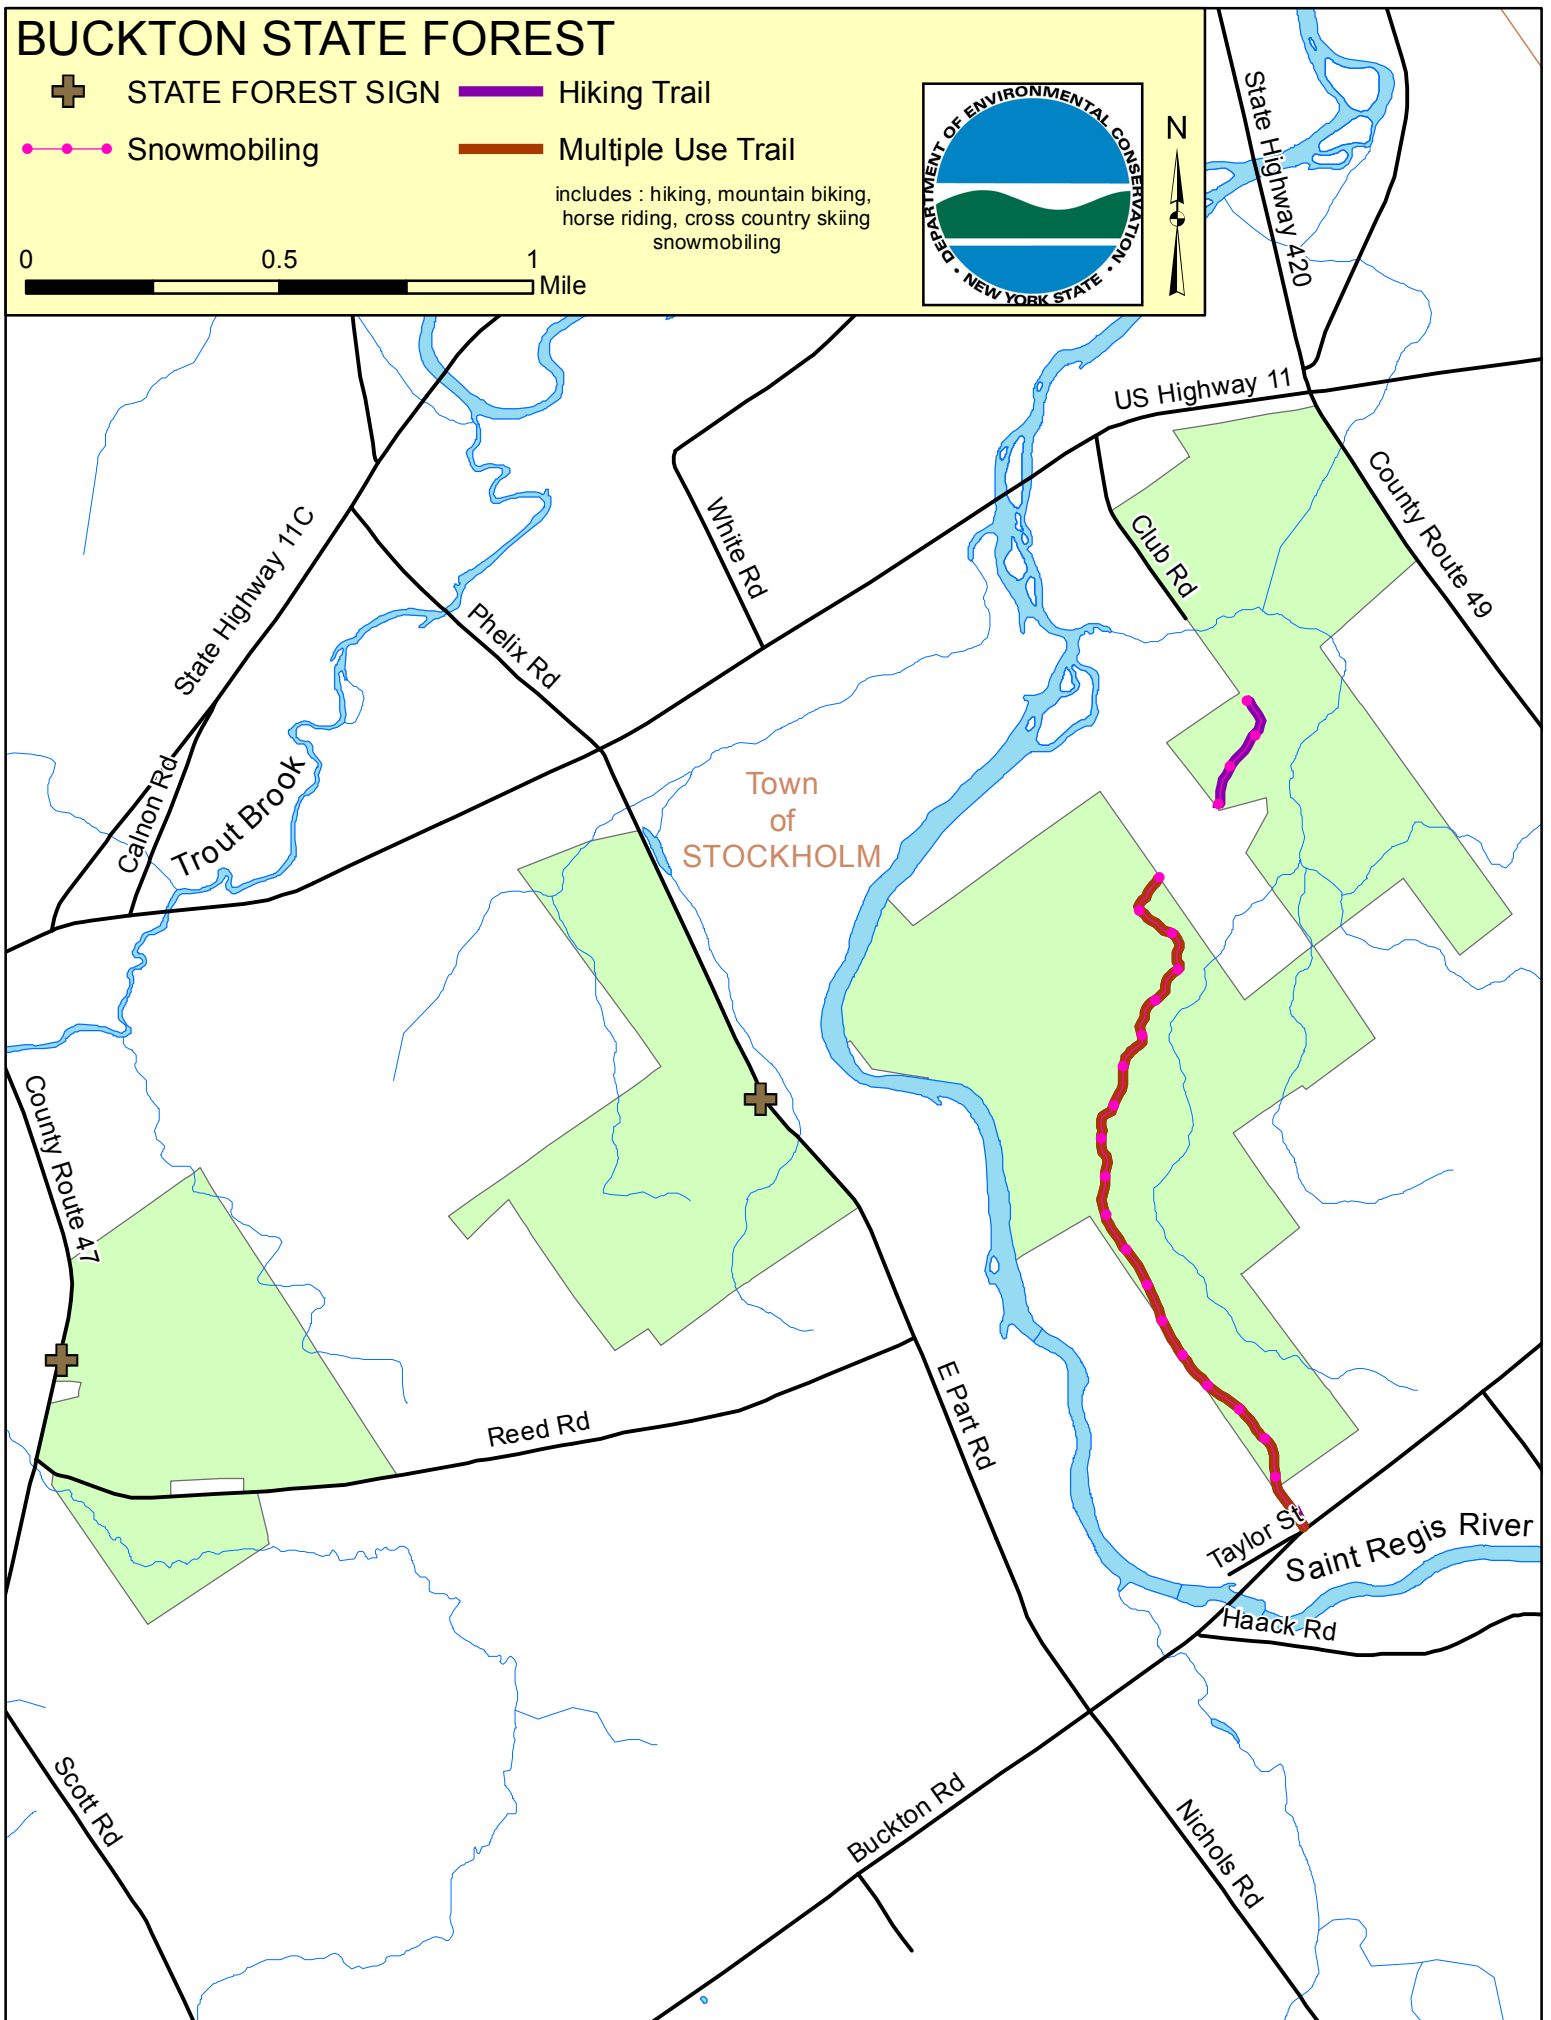 BUCKTON STATE FOREST
STATE FOREST SIGN
Hiking Trail
Snowmobiling
Multiple Use Trail
includes : hiking, mountain biking,
horse riding, cross country skiing
snowmobiling
0 0.5 1
Mile
DEPARTMENT OF ENVIRONMENTAL CONSERVATION
• NEW YORK STATE •
N
State Highway 420
US Highway 11
County Route 49
Club Rd
White Rd
State Highway 11C
Phelix Rd
Calnon Rd
Trout Brook
Town
of
STOCKHOLM
County Route 47
Reed Rd
E Part Rd
Taylor St
Saint Regis River
Haack Rd
Scott Rd
Buckton Rd
Nichols Rd